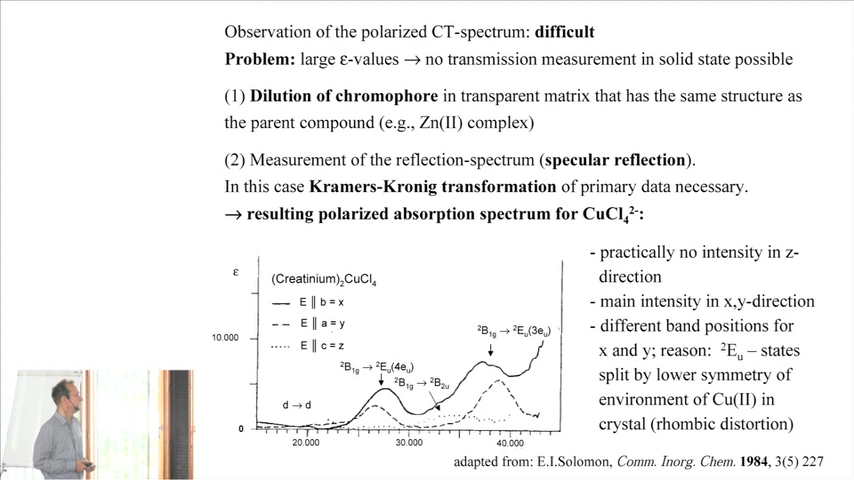 Observation of the polarized CT-spectrum: difficult
Problem: large ε-values → no transmission measurement in solid state possible
(1) Dilution of chromophore in transparent matrix that has the same structure as
the parent compound (e.g., Zn(II) complex)
(2) Measurement of the reflection-spectrum (specular reflection).
In this case Kramers-Kronig transformation of primary data necessary.
→ resulting polarized absorption spectrum for CuCl₄²⁻:
ε
(Creatinium)₂CuCl₄
E ∥ b = x
E ∥ a = y
E ∥ c = z
10.000
0
d → d
²B₁g → ²Eᵤ(4eᵤ)
²B₁g → ²B₂ᵤ
²B₁g → ²Eᵤ(3eᵤ)
20.000 30.000 40.000
- practically no intensity in z-
direction
- main intensity in x,y-direction
- different band positions for
x and y; reason: ²Eᵤ – states
split by lower symmetry of
environment of Cu(II) in
crystal (rhombic distortion)
adapted from: E.I.Solomon, Comm. Inorg. Chem. 1984, 3(5) 227